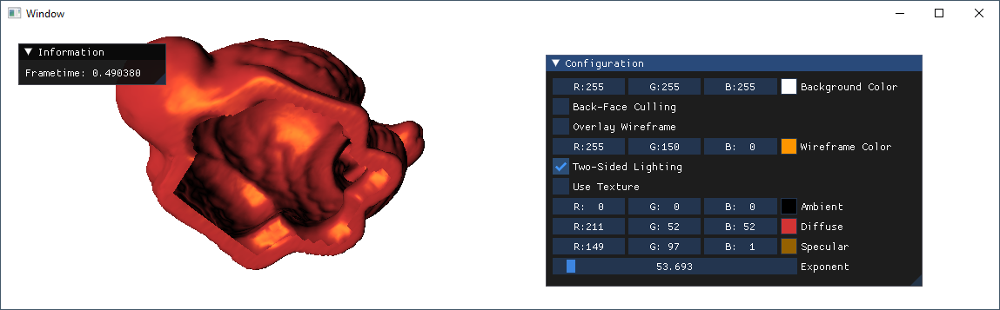 Window
Information
Frametime: 0.490380
Configuration
R:255 G:255 B:255 Background Color
Back-Face Culling
Overlay Wireframe
R:255 G:150 B:  0 Wireframe Color
Two-Sided Lighting
Use Texture
R:  0 G:  0 B:  0 Ambient
R:211 G: 52 B: 52 Diffuse
R:149 G: 97 B:  1 Specular
53.693 Exponent